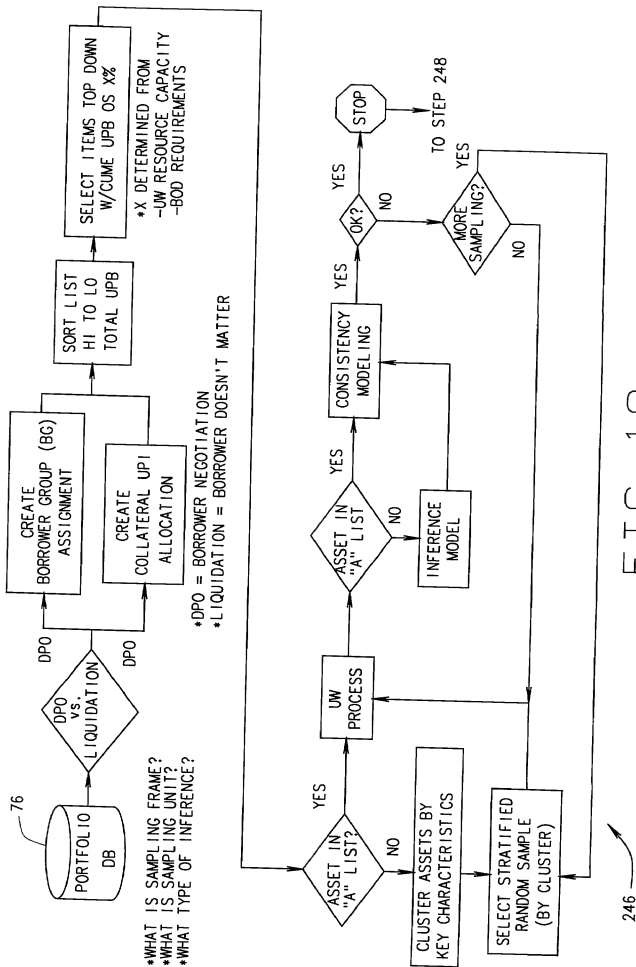 76
PORTFOLIO
DB
*WHAT IS SAMPLING FRAME?
*WHAT IS SAMPLING UNIT?
*WHAT TYPE OF INFERENCE?
DPO
vs.
LIQUIDATION
DPO
DPO
CREATE
BORROWER GROUP (BG)
ASSIGNMENT
CREATE
COLLATERAL UPI
ALLOCATION
*DPO = BORROWER NEGOTIATION
*LIQUIDATION = BORROWER DOESN'T MATTER
SORT LIST
HI TO LO
TOTAL UPB
SELECT ITEMS TOP DOWN
W/CUME UPB OS X%
*X DETERMINED FROM
-UW RESOURCE CAPACITY
-BOD REQUIREMENTS
ASSET IN
"A" LIST?
YES
NO
CLUSTER ASSETS BY
KEY CHARACTERISTICS
SELECT STRATIFIED
RANDOM SAMPLE
(BY CLUSTER)
UW
PROCESS
ASSET IN
"A" LIST
YES
NO
INFERENCE
MODEL
CONSISTENCY
MODELING
YES
OK?
YES
NO
STOP
TO STEP 248
MORE
SAMPLING?
YES
NO
246